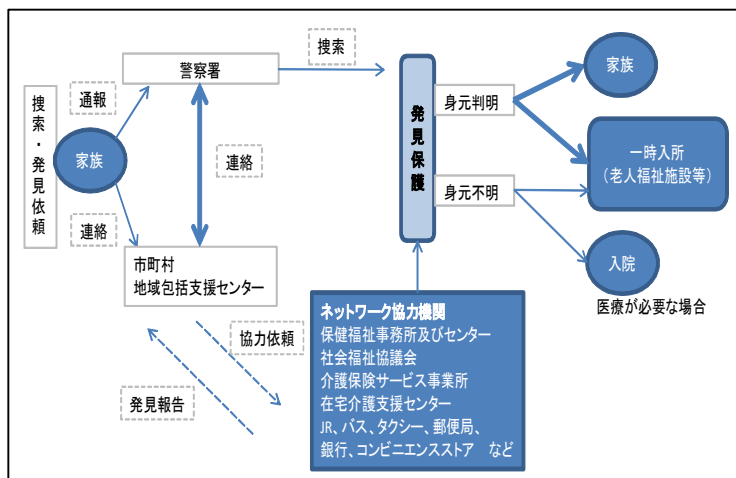 捜索・発見依頼
家族
通報
連絡
警察署
連絡
市町村
地域包括支援センター
捜索
発見保護
身元判明
身元不明
家族
一時入所
（老人福祉施設等）
入院
医療が必要な場合
協力依頼
発見報告
ネットワーク協力機関
保健福祉事務所及びセンター
社会福祉協議会
介護保険サービス事業所
在宅介護支援センター
JR、バス、タクシー、郵便局、
銀行、コンビニエンスストア　など